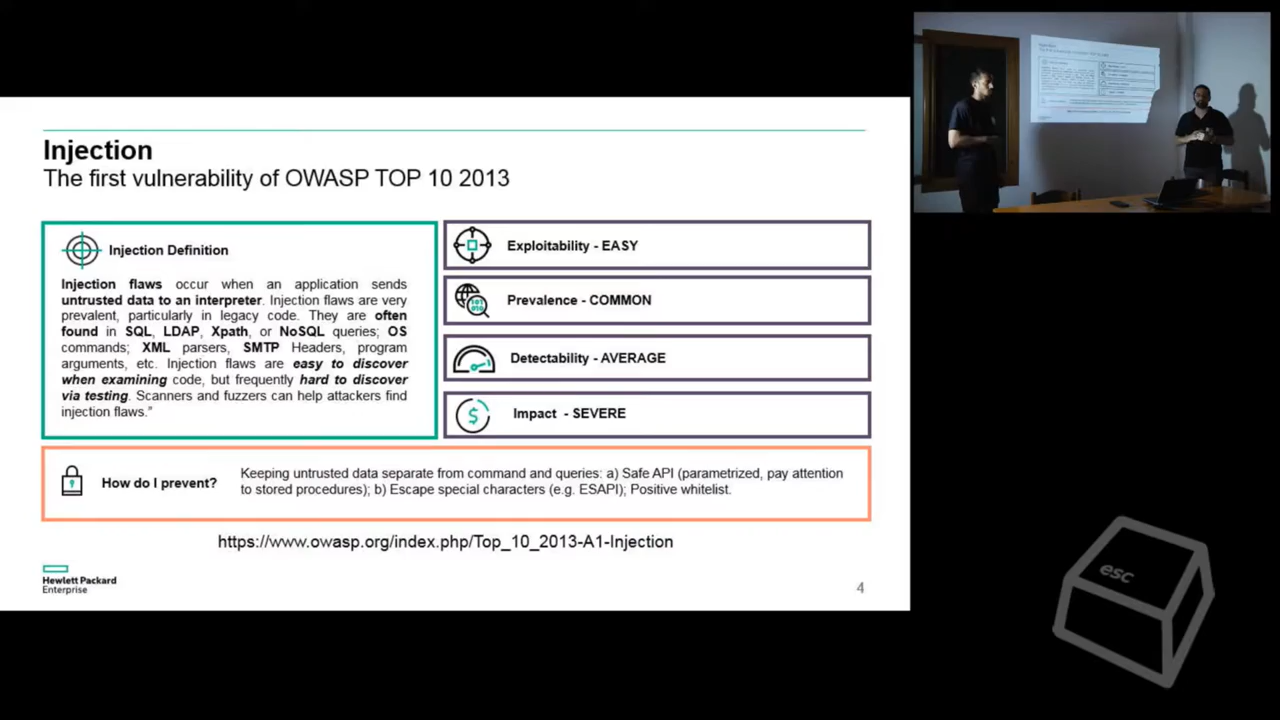 Injection
The first vulnerability of OWASP TOP 10 2013
Injection Definition
Injection flaws occur when an application sends
untrusted data to an interpreter. Injection flaws are very
prevalent, particularly in legacy code. They are often
found in SQL, LDAP, Xpath, or NoSQL queries; OS
commands; XML parsers, SMTP Headers, program
arguments, etc. Injection flaws are easy to discover
when examining code, but frequently hard to discover
via testing. Scanners and fuzzers can help attackers find
injection flaws.”
Exploitability - EASY
Prevalence - COMMON
Detectability - AVERAGE
Impact - SEVERE
How do I prevent?
Keeping untrusted data separate from command and queries: a) Safe API (parametrized, pay attention
to stored procedures); b) Escape special characters (e.g. ESAPI); Positive whitelist.
https://www.owasp.org/index.php/Top_10_2013-A1-Injection
Hewlett Packard
Enterprise
4
esc